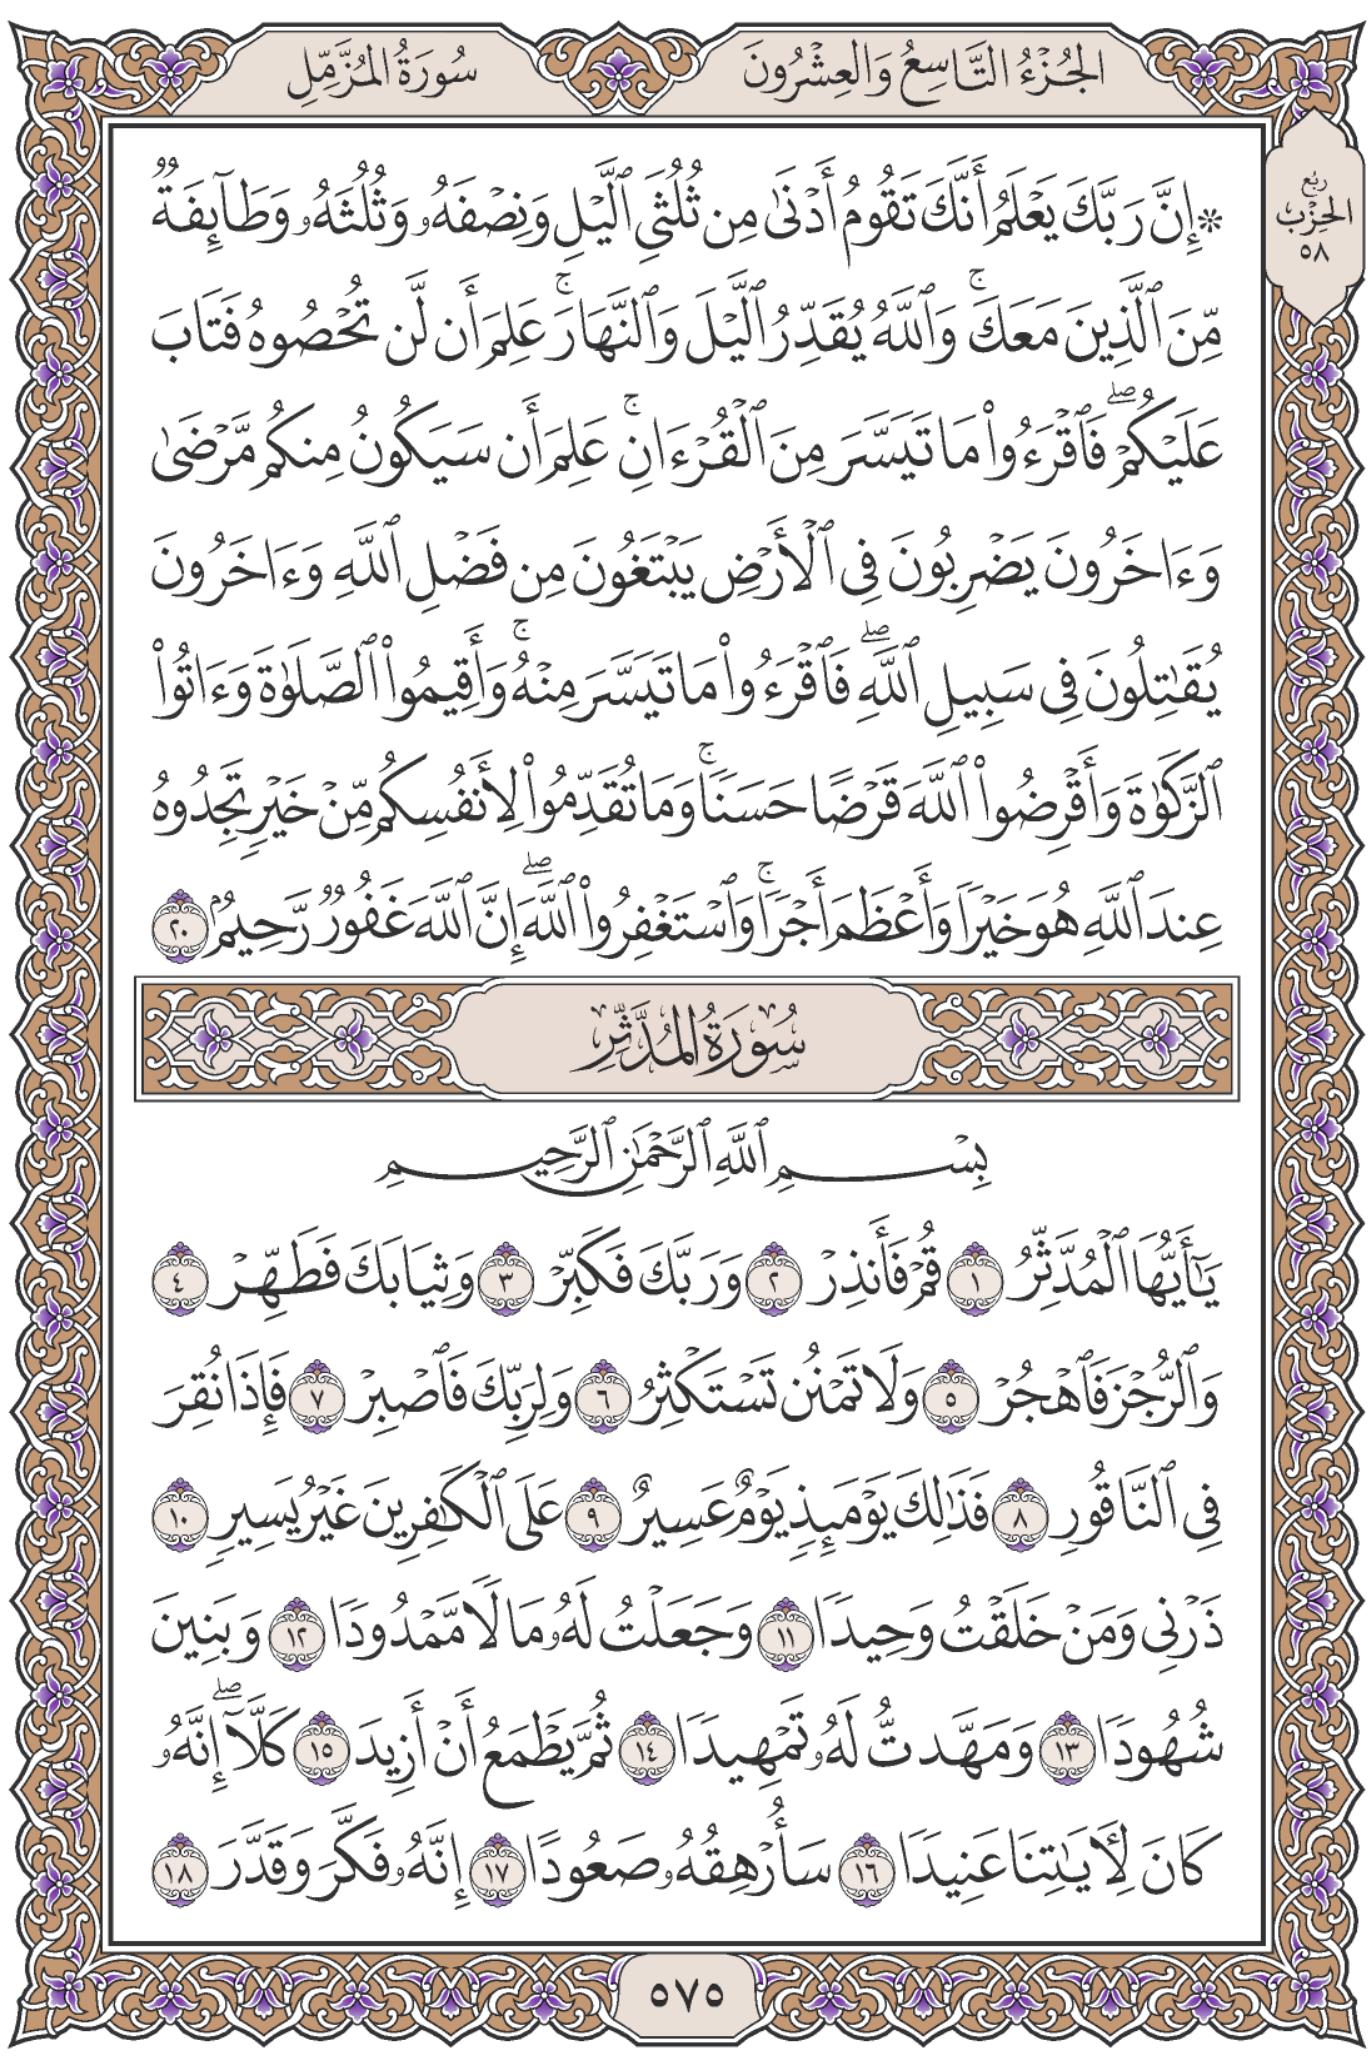 الجُزْءُ التَّاسِعُ وَالعِشْرُونَ
سُورَةُ المُزَّمِّلِ
رُبع
الحِزْب
٥٨
۞ إِنَّ رَبَّكَ يَعْلَمُ أَنَّكَ تَقُومُ أَدْنَىٰ مِن ثُلُثَىِ ٱلَّيْلِ وَنِصْفَهُۥ وَثُلُثَهُۥ وَطَآئِفَةٌ
مِّنَ ٱلَّذِينَ مَعَكَ ۚ وَٱللَّهُ يُقَدِّرُ ٱلَّيْلَ وَٱلنَّهَارَ ۚ عَلِمَ أَن لَّن تُحْصُوهُ فَتَابَ
عَلَيْكُمْ ۖ فَٱقْرَءُوا۟ مَا تَيَسَّرَ مِنَ ٱلْقُرْءَانِ ۚ عَلِمَ أَن سَيَكُونُ مِنكُم مَّرْضَىٰ
وَءَاخَرُونَ يَضْرِبُونَ فِى ٱلْأَرْضِ يَبْتَغُونَ مِن فَضْلِ ٱللَّهِ وَءَاخَرُونَ
يُقَٰتِلُونَ فِى سَبِيلِ ٱللَّهِ ۖ فَٱقْرَءُوا۟ مَا تَيَسَّرَ مِنْهُ ۚ وَأَقِيمُوا۟ ٱلصَّلَوٰةَ وَءَاتُوا۟
ٱلزَّكَوٰةَ وَأَقْرِضُوا۟ ٱللَّهَ قَرْضًا حَسَنًا ۚ وَمَا تُقَدِّمُوا۟ لِأَنفُسِكُم مِّنْ خَيْرٍ تَجِدُوهُ
عِندَ ٱللَّهِ هُوَ خَيْرًا وَأَعْظَمَ أَجْرًا ۚ وَٱسْتَغْفِرُوا۟ ٱللَّهَ ۖ إِنَّ ٱللَّهَ غَفُورٌ رَّحِيمٌۢ ٢٠
سُورَةُ المُدَّثِّرِ
بِسْمِ ٱللَّهِ ٱلرَّحْمَٰنِ ٱلرَّحِيمِ
يَٰٓأَيُّهَا ٱلْمُدَّثِّرُ ١ قُمْ فَأَنذِرْ ٢ وَرَبَّكَ فَكَبِّرْ ٣ وَثِيَابَكَ فَطَهِّرْ ٤
وَٱلرُّجْزَ فَٱهْجُرْ ٥ وَلَا تَمْنُن تَسْتَكْثِرُ ٦ وَلِرَبِّكَ فَٱصْبِرْ ٧ فَإِذَا نُقِرَ
فِى ٱلنَّاقُورِ ٨ فَذَٰلِكَ يَوْمَئِذٍ يَوْمٌ عَسِيرٌ ٩ عَلَى ٱلْكَٰفِرِينَ غَيْرُ يَسِيرٍ ١٠
ذَرْنِى وَمَنْ خَلَقْتُ وَحِيدًا ١١ وَجَعَلْتُ لَهُۥ مَالًا مَّمْدُودًا ١٢ وَبَنِينَ
شُهُودًا ١٣ وَمَهَّدتُّ لَهُۥ تَمْهِيدًا ١٤ ثُمَّ يَطْمَعُ أَنْ أَزِيدَ ١٥ كَلَّآ ۖ إِنَّهُۥ
كَانَ لِءَايَٰتِنَا عَنِيدًا ١٦ سَأُرْهِقُهُۥ صَعُودًا ١٧ إِنَّهُۥ فَكَّرَ وَقَدَّرَ ١٨
٥٧٥